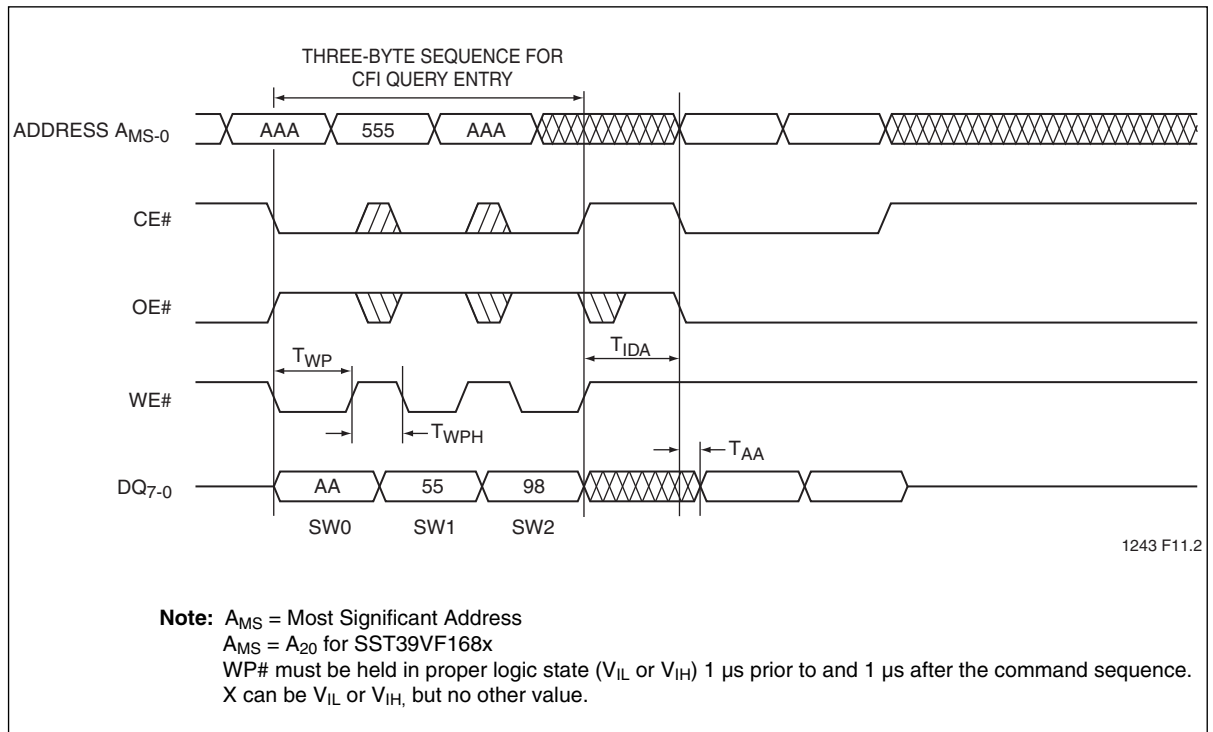 THREE-BYTE SEQUENCE FOR
CFI QUERY ENTRY
ADDRESS AMS-0
AAA 555 AAA
CE#
OE#
TIDA
TWP
WE#
TWPH
TAA
DQ7-0
AA 55 98
SW0 SW1 SW2
1243 F11.2
Note: AMS = Most Significant Address
AMS = A20 for SST39VF168x
WP# must be held in proper logic state (VIL or VIH) 1 µs prior to and 1 µs after the command sequence.
X can be VIL or VIH, but no other value.